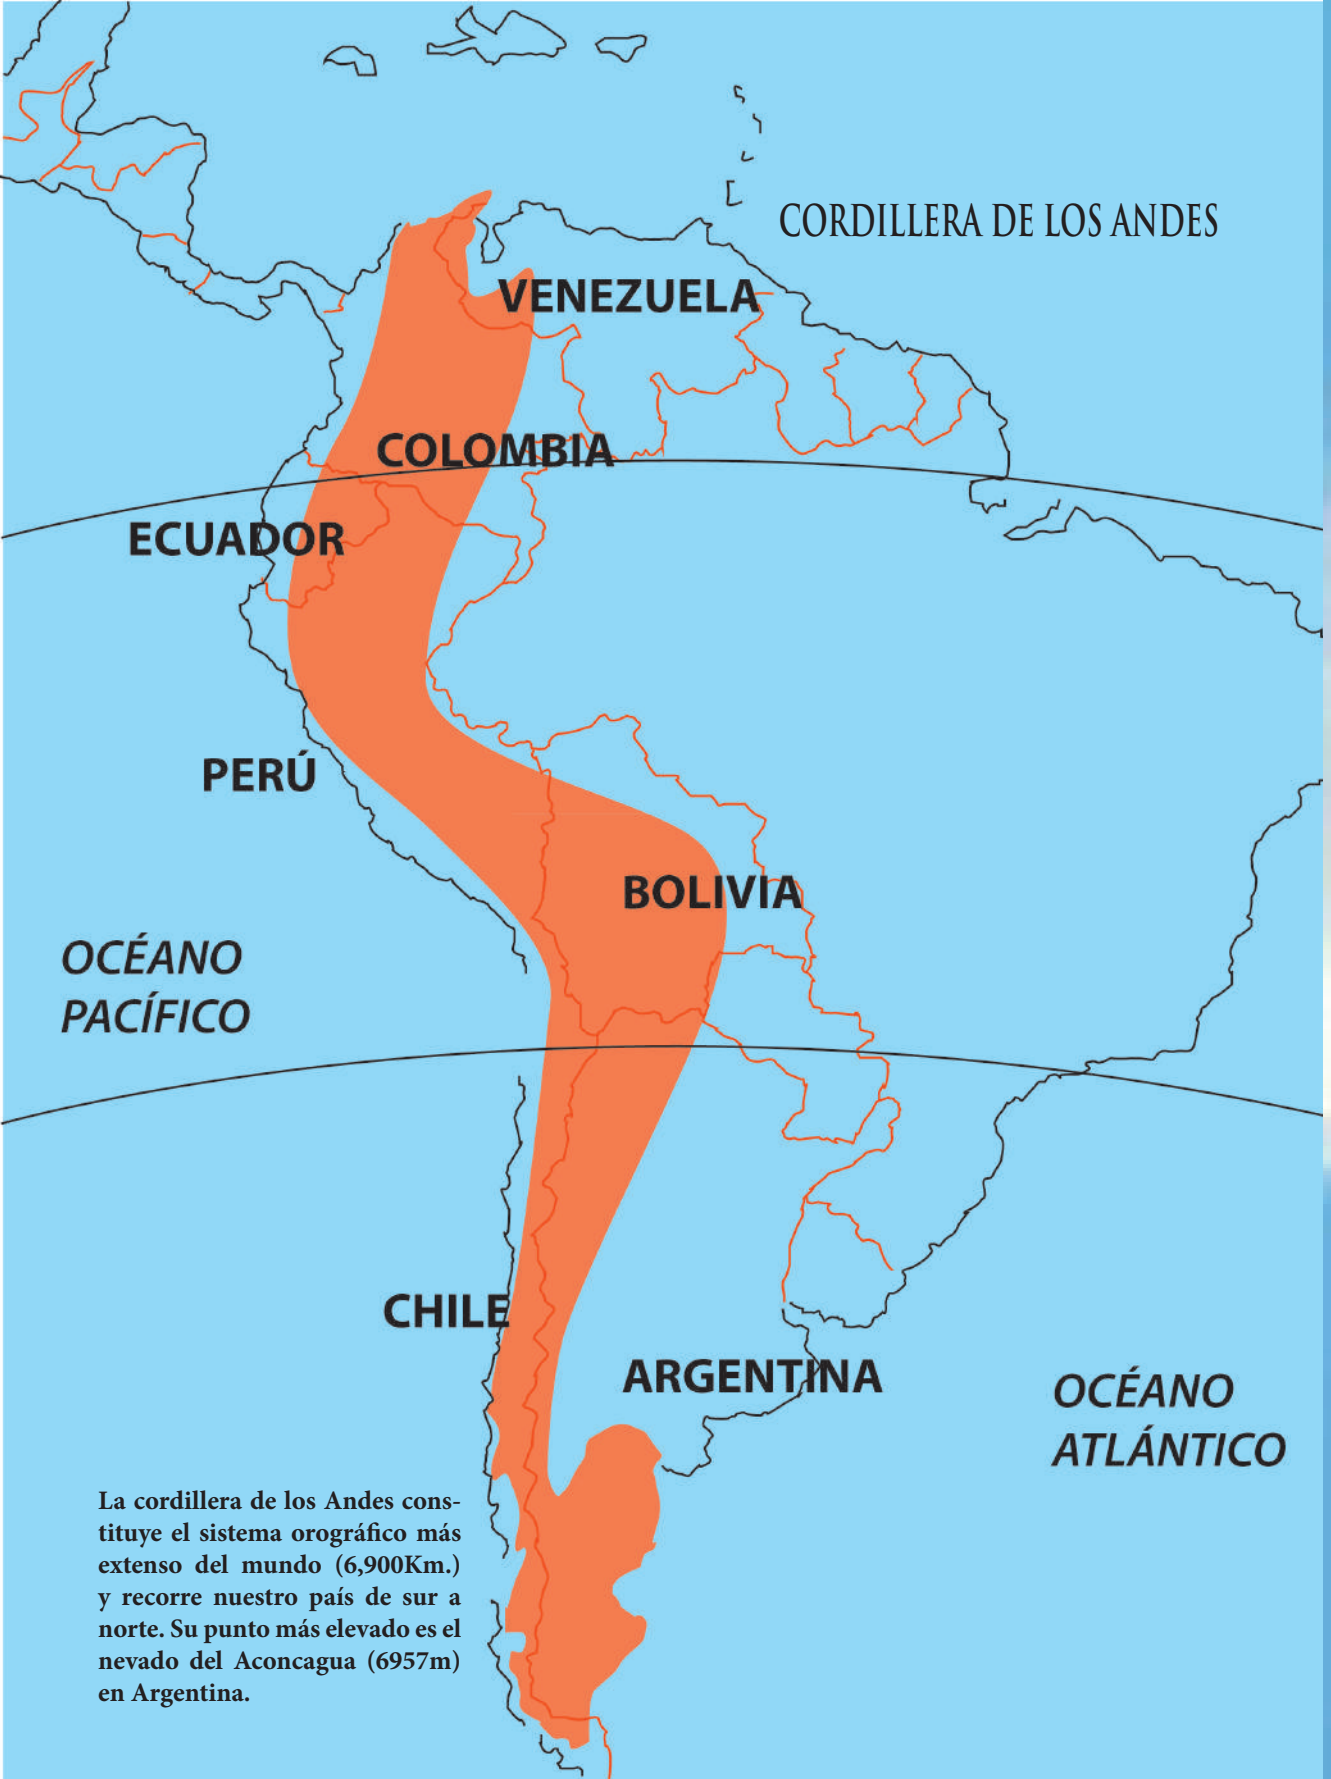 CORDILLERA DE LOS ANDES
VENEZUELA
COLOMBIA
ECUADOR
PERÚ
BOLIVIA
OCÉANO
PACÍFICO
CHILE
ARGENTINA
OCÉANO
ATLÁNTICO
La cordillera de los Andes cons-
tituye el sistema orográfico más
extenso del mundo (6,900Km.)
y recorre nuestro país de sur a
norte. Su punto más elevado es el
nevado del Aconcagua (6957m)
en Argentina.